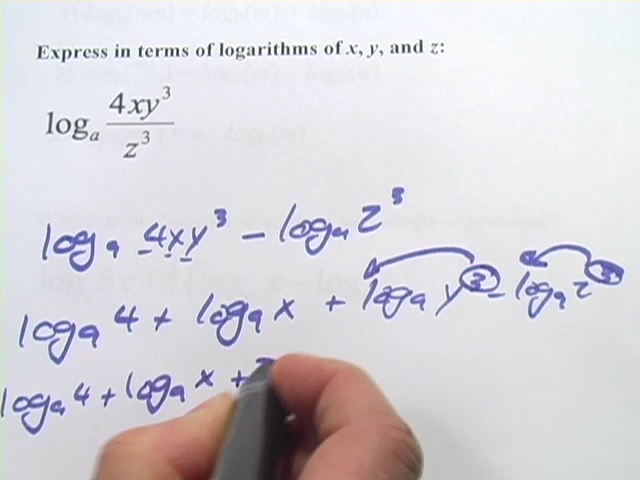 Express in terms of logarithms of x, y, and z:
logₐ 4xy³/z³
logₐ 4xy³ − logₐ z³
logₐ 4 + logₐ x + logₐ y³ − logₐ z³
logₐ 4 + logₐ x +